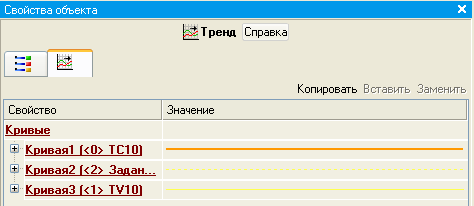 Свойства объекта
Тренд Справка
Копировать Вставить Заменить
Свойство Значение
Кривые
Кривая1 (<0> TC10)
Кривая2 (<2> Задан...
Кривая3 (<1> TV10)